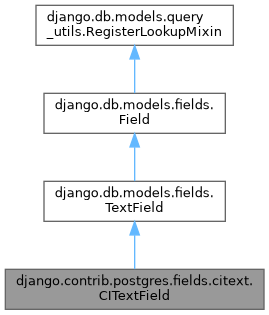 django.db.models.query
_utils.RegisterLookupMixin
django.db.models.fields.
Field
django.db.models.fields.
TextField
django.contrib.postgres.fields.citext.
CITextField